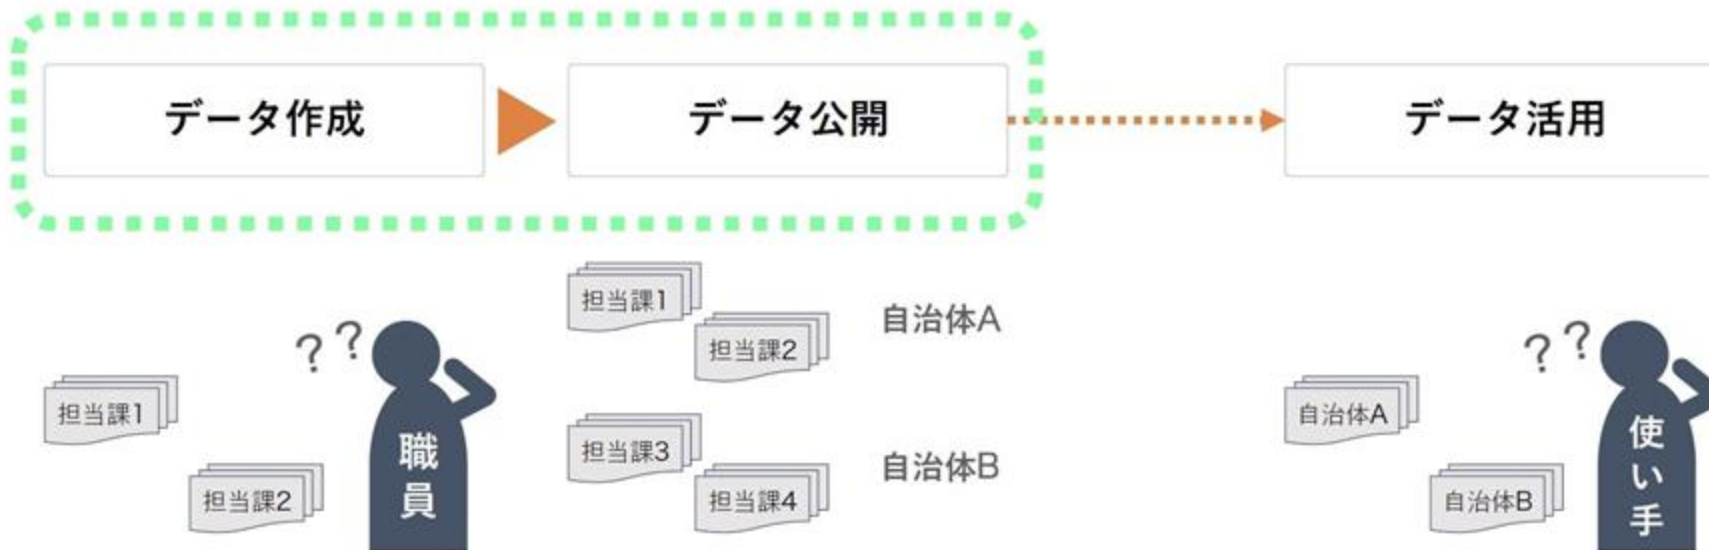 データ作成
データ公開
データ活用
担当課1
担当課2
自治体A
? ?
担当課1
担当課2
職員
担当課3
担当課4
自治体B
? ?
自治体A
自治体B
使い手